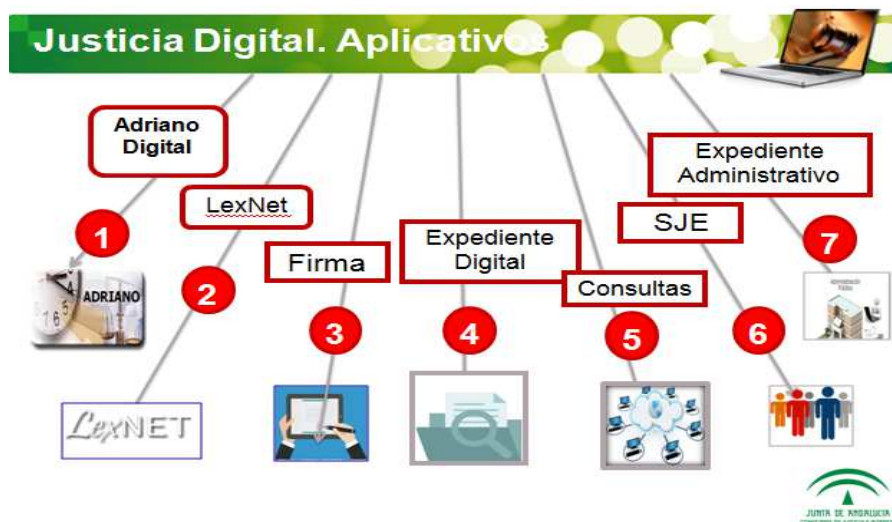 Justicia Digital. Aplicativos
Adriano
Digital
LexNet
Firma
Expediente
Digital
Consultas
SJE
Expediente
Administrativo
1
2
3
4
5
6
7
ADRIANO
LexNET
JUNTA DE ANDALUCIA